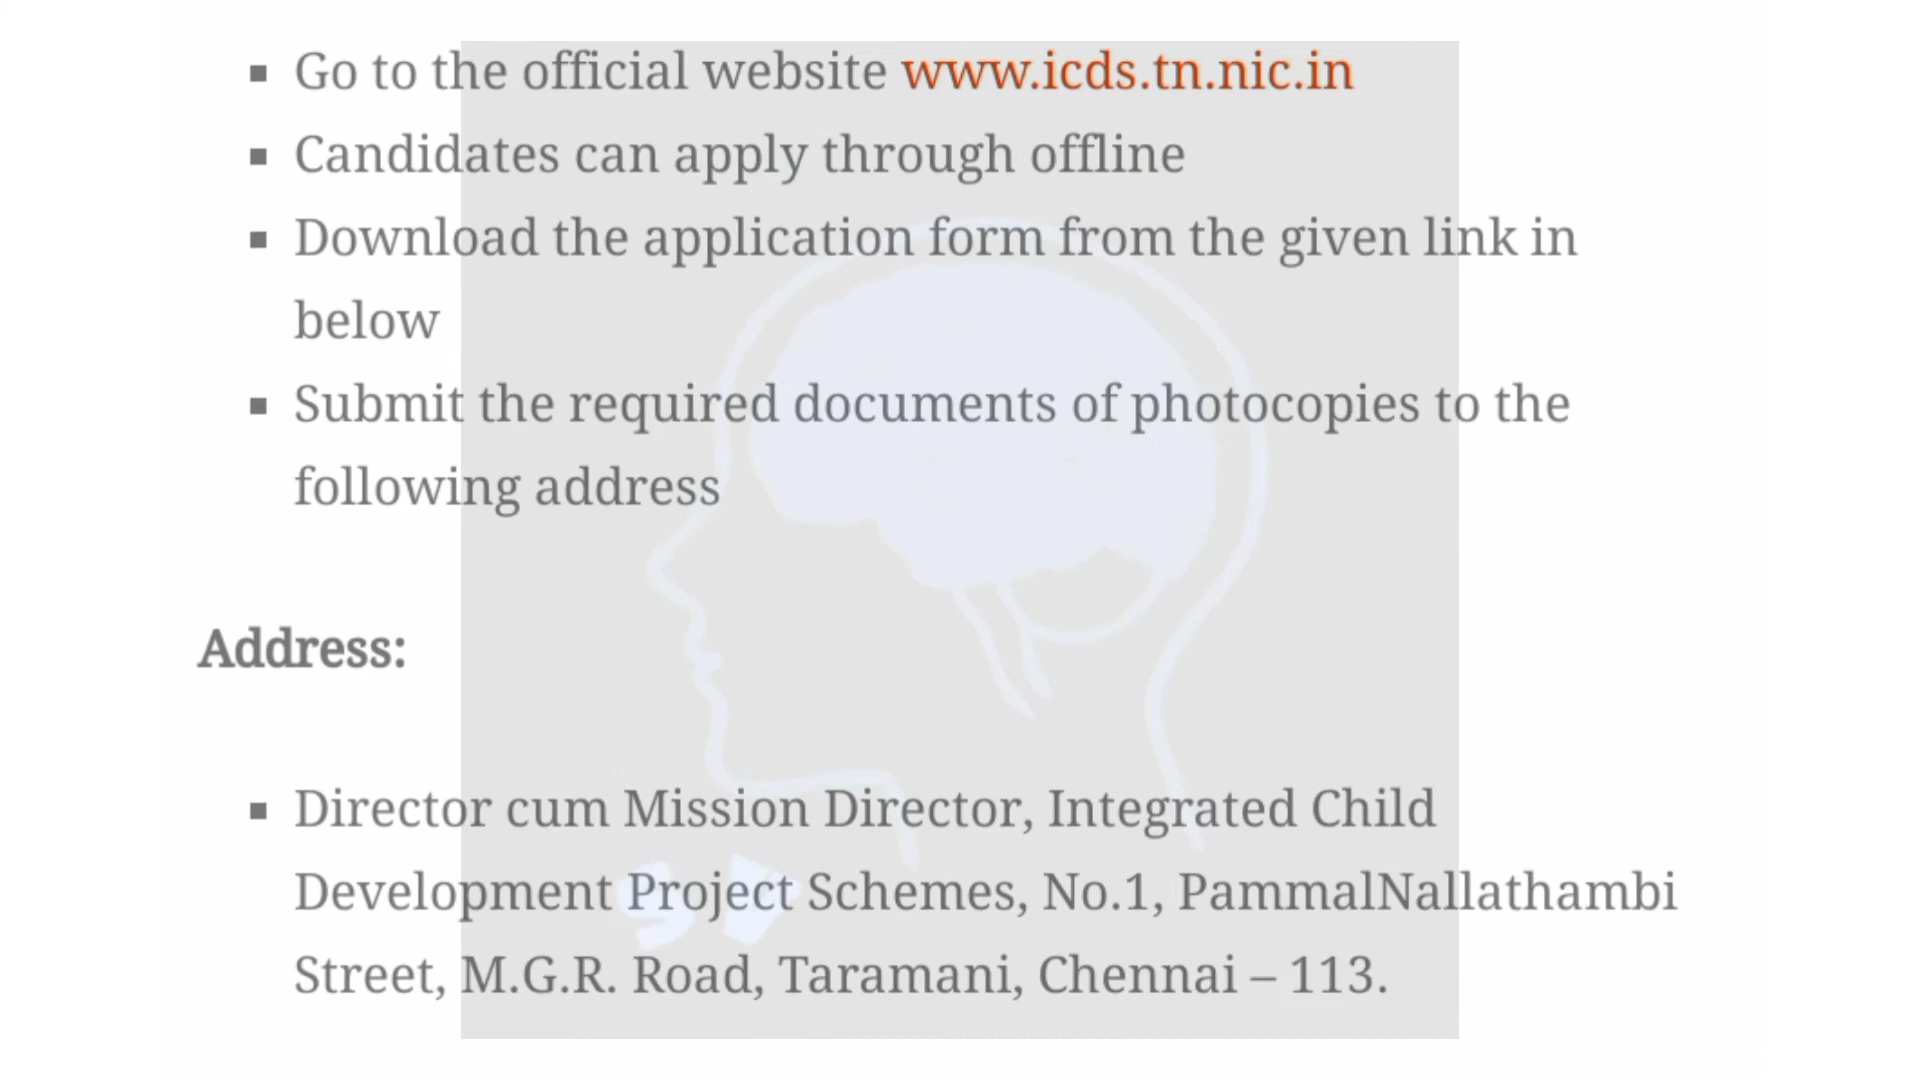 Go to the official website www.icds.tn.nic.in
Candidates can apply through offline
Download the application form from the given link in
below
Submit the required documents of photocopies to the
following address
Address:
Director cum Mission Director, Integrated Child
Development Project Schemes, No.1, PammalNallathambi
Street, M.G.R. Road, Taramani, Chennai – 113.